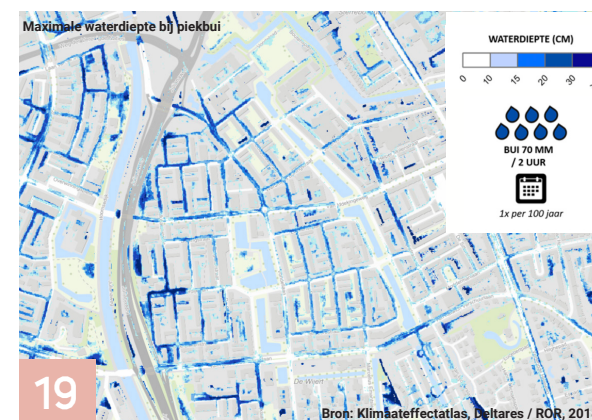 Maximale waterdiepte bij piekbui
WATERDIEPTE (CM)
0 10 15 20 30
BUI 70 MM
/ 2 UUR
1x per 100 jaar
De Weert
19
Bron: Klimaateffectatlas, Deltares / ROR, 201